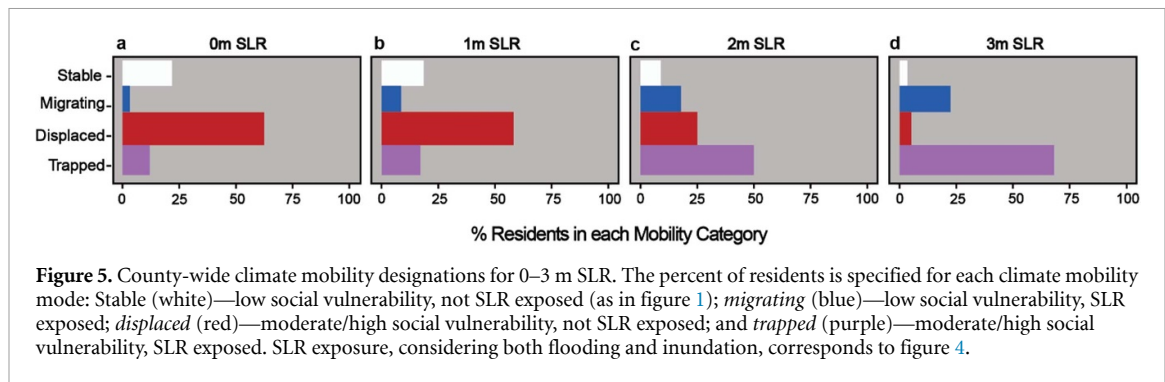 a 0m SLR b 1m SLR c 2m SLR d 3m SLR
Stable
Migrating
Displaced
Trapped
0 25 50 75 100 0 25 50 75 100 0 25 50 75 100 0 25 50 75 100
% Residents in each Mobility Category
Figure 5. County-wide climate mobility designations for 0–3 m SLR. The percent of residents is specified for each climate mobility
mode: Stable (white)—low social vulnerability, not SLR exposed (as in figure 1); migrating (blue)—low social vulnerability, SLR
exposed; displaced (red)—moderate/high social vulnerability, not SLR exposed; and trapped (purple)—moderate/high social
vulnerability, SLR exposed. SLR exposure, considering both flooding and inundation, corresponds to figure 4.